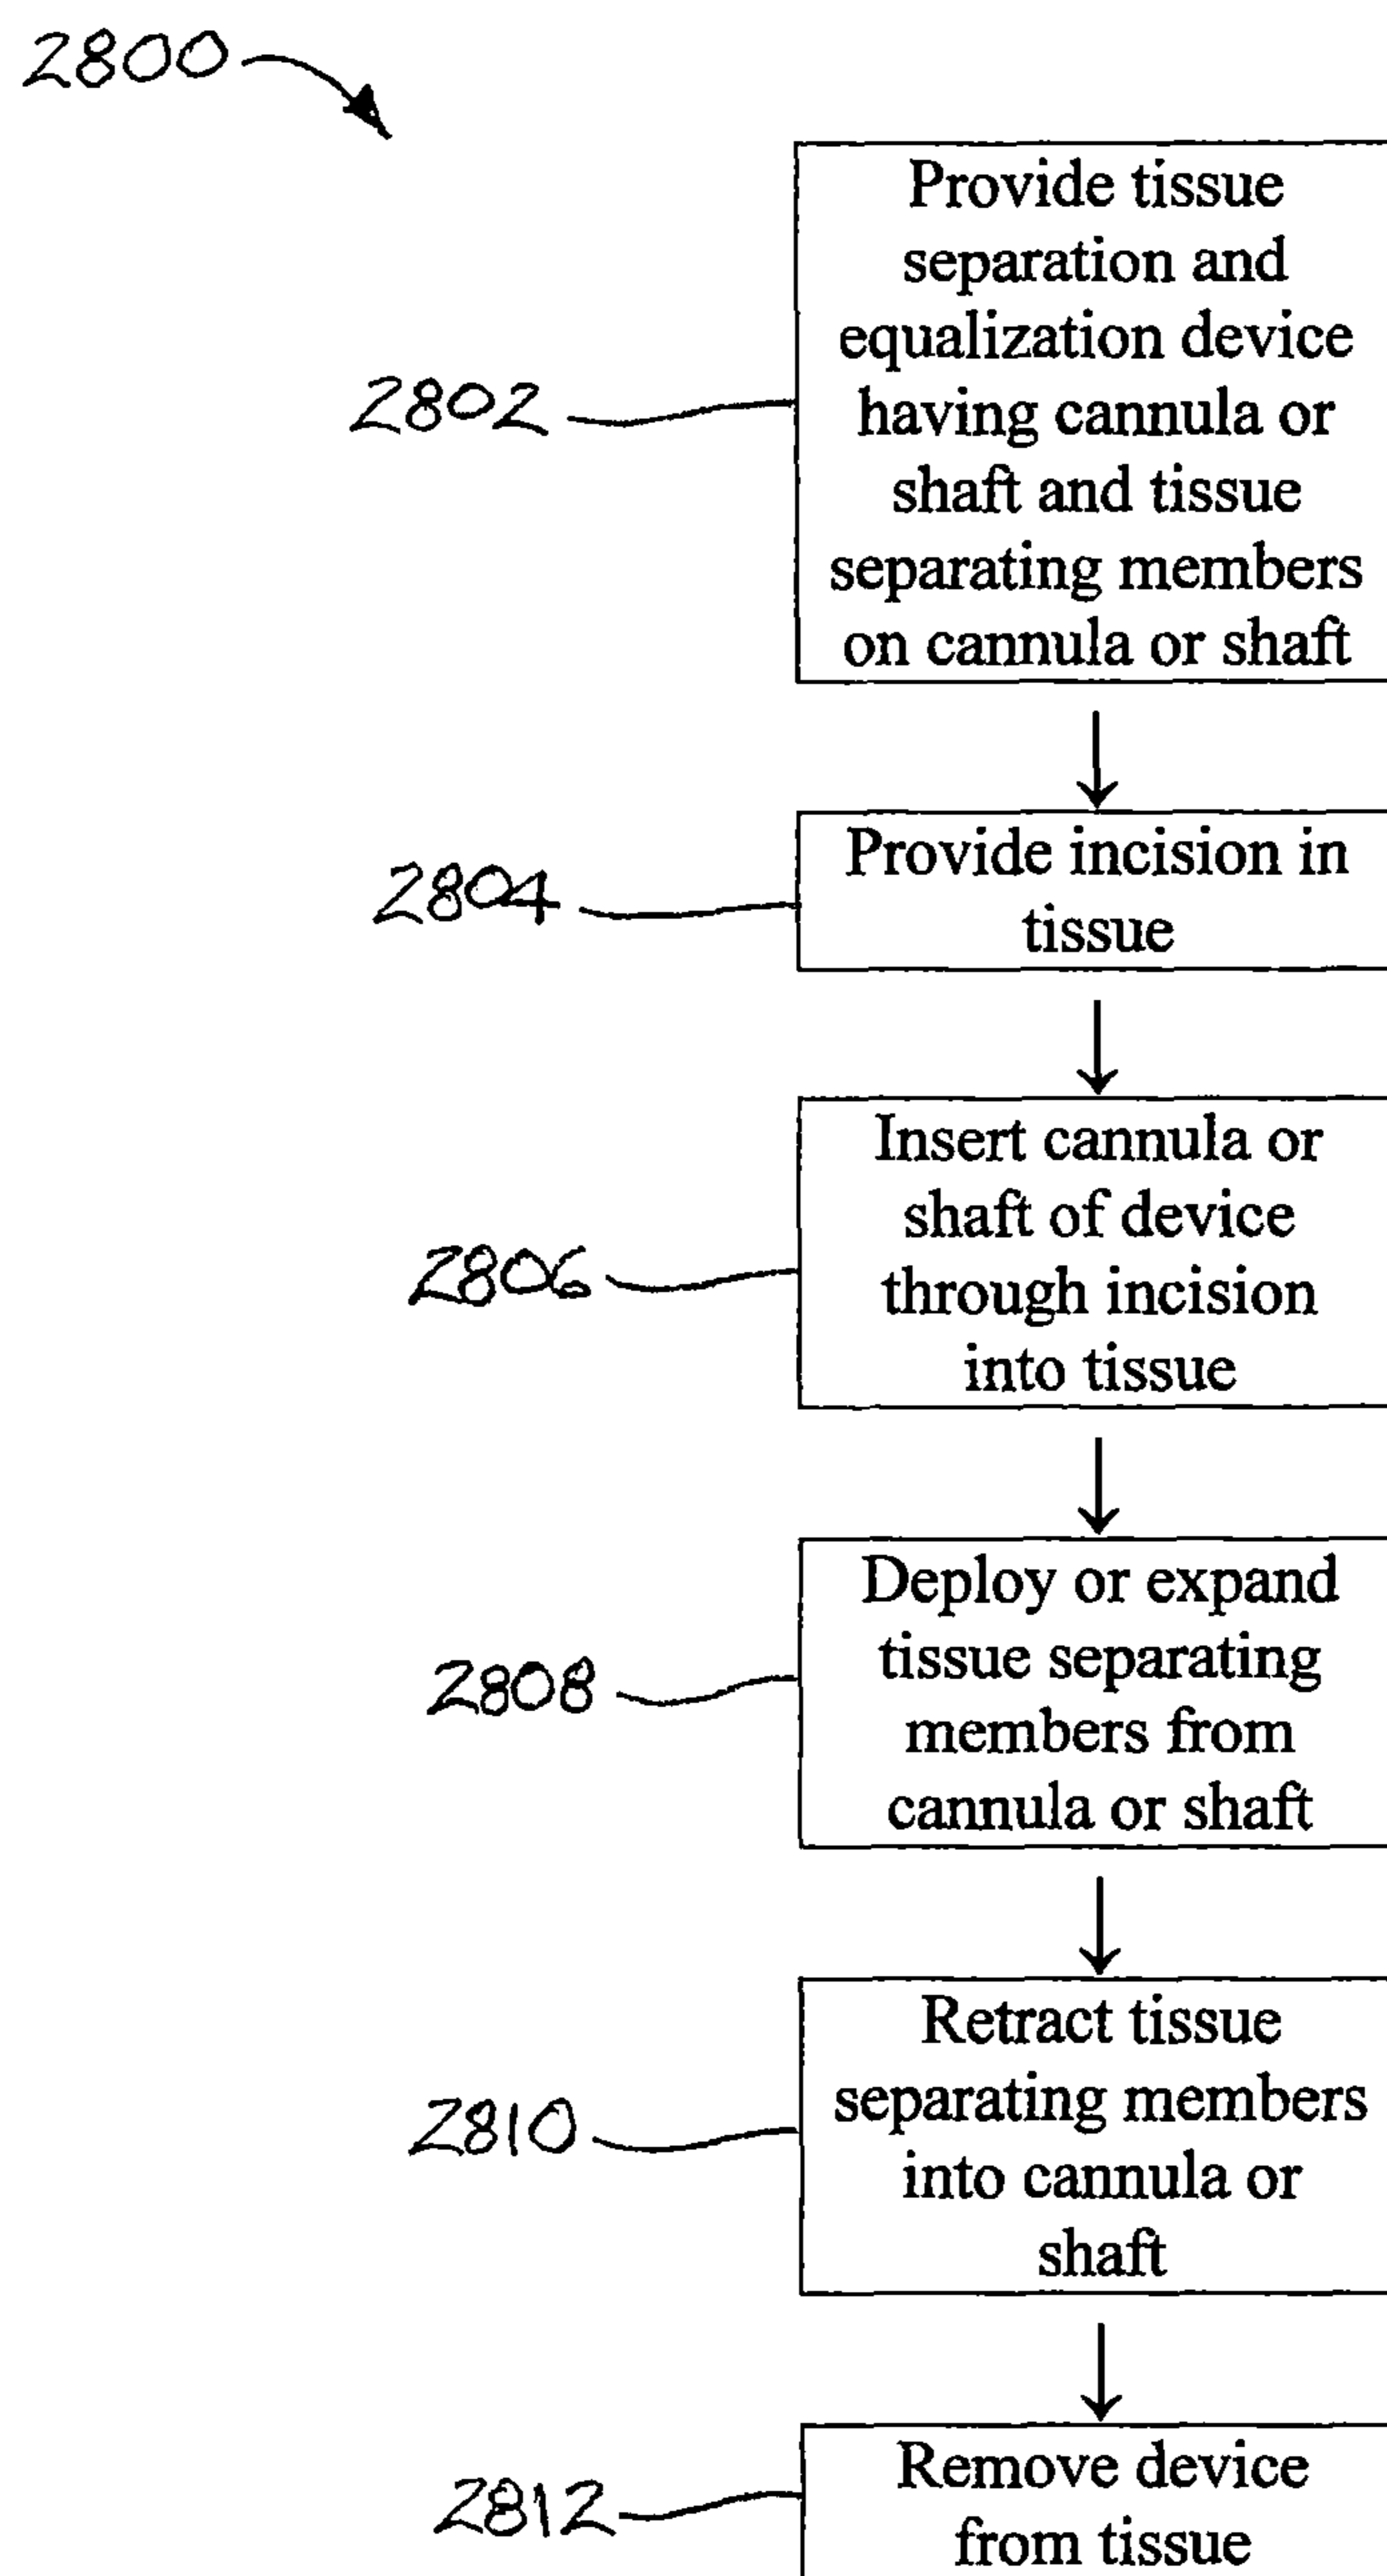 2800
Provide tissue
separation and
equalization device
having cannula or
shaft and tissue
separating members
on cannula or shaft
2802
Provide incision in
tissue
2804
Insert cannula or
shaft of device
through incision
into tissue
2806
Deploy or expand
tissue separating
members from
cannula or shaft
2808
Retract tissue
separating members
into cannula or
shaft
2810
Remove device
from tissue
2812